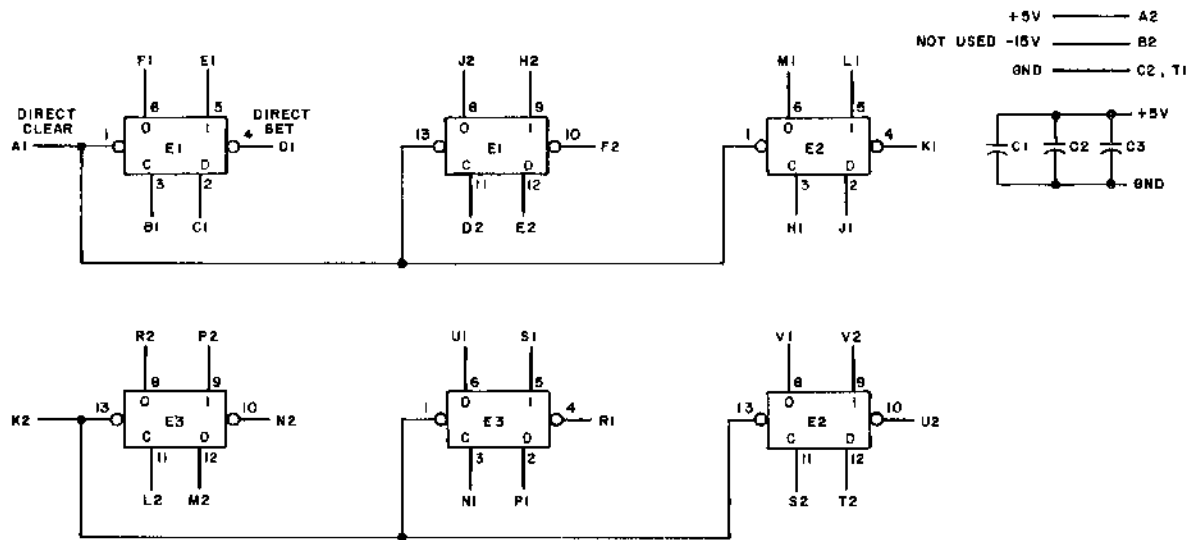 +5V A2
NOT USED -15V B2
GND C2, T1
F1 E1 J2 H2 M1 L1
6 5 8 9 6 5
DIRECT CLEAR DIRECT SET
0 1 0 1 0 1
+5V
A1 1 E1 4 D1 13 E1 10 F2 1 E2 4 K1
C1 C2 C3
C D C D C D
3 2 11 12 3 2
GND
B1 C1 D2 E2 H1 J1
R2 P2 U1 S1 V1 V2
8 9 6 5 8 9
0 1 0 1 0 1
K2 13 E3 10 N2 1 E3 4 R1 13 E2 10 U2
C D C D C D
11 12 3 2 11 12
L2 M2 N1 P1 S2 T2